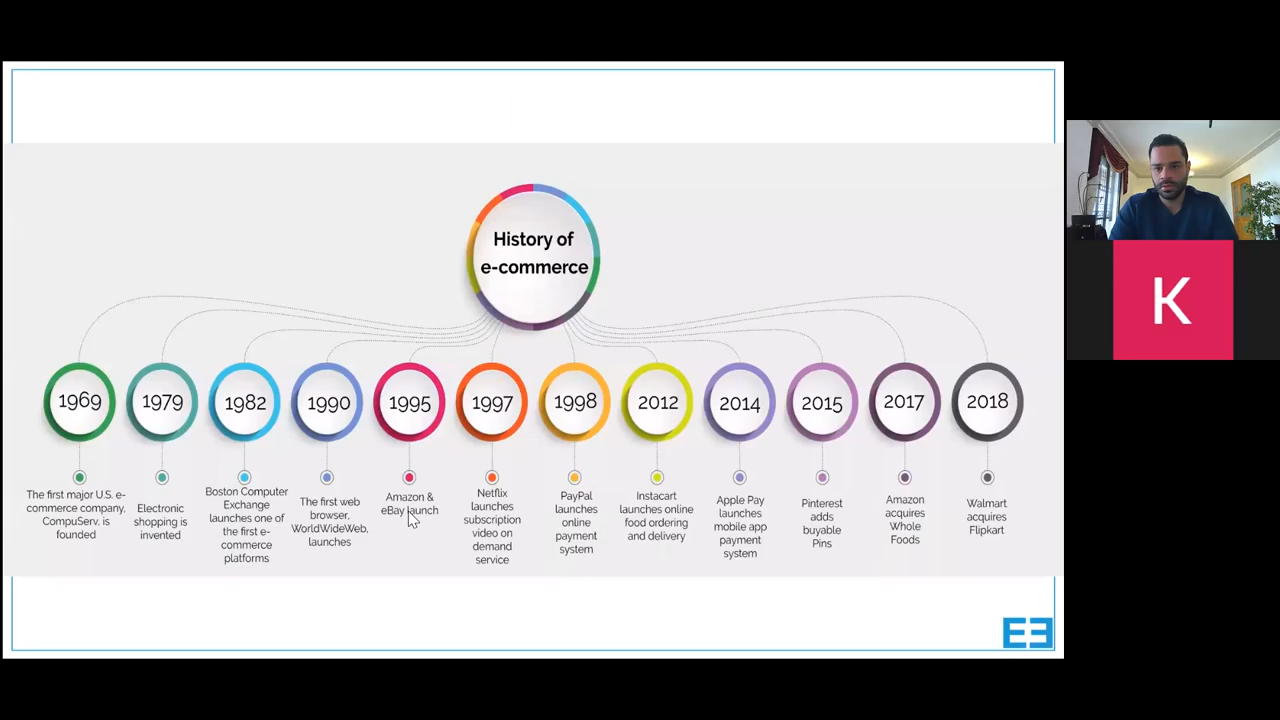 History of
e-commerce
1969
1979
1982
1990
1995
1997
1998
2012
2014
2015
2017
2018
The first major U.S. e-
commerce company,
CompuServ, is
founded
Electronic
shopping is
invented
Boston Computer
Exchange
launches one of
the first e-
commerce
platforms
The first web
browser,
WorldWideWeb,
launches
Amazon &
eBay launch
Netflix
launches
subscription
video on
demand
service
PayPal
launches
online
payment
system
Instacart
launches online
food ordering
and delivery
Apple Pay
launches
mobile app
payment
system
Pinterest
adds
buyable
Pins
Amazon
acquires
Whole
Foods
Walmart
acquires
Flipkart
K